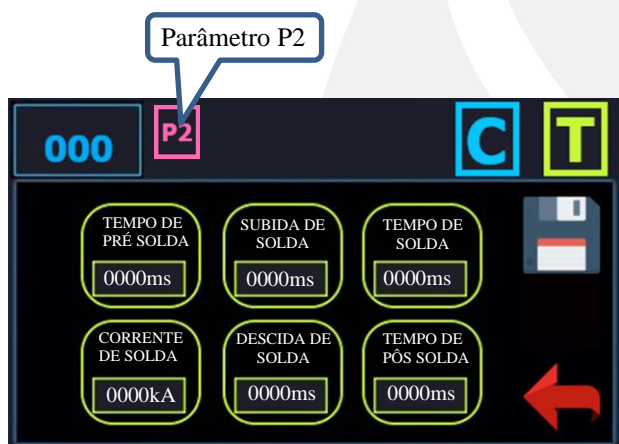 Parâmetro P2
000
P2
C
T
TEMPO DE
PRÉ SOLDA
0000ms
SUBIDA DE
SOLDA
0000ms
TEMPO DE
SOLDA
0000ms
CORRENTE
DE SOLDA
0000kA
DESCIDA DE
SOLDA
0000ms
TEMPO DE
PÔS SOLDA
0000ms